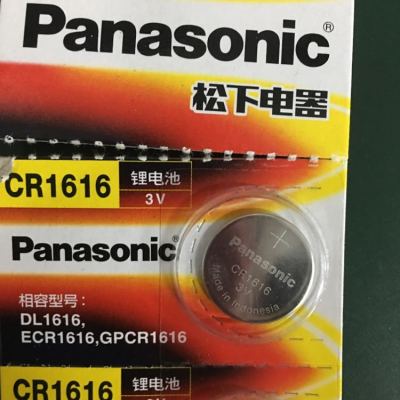 Panasonic®
松下电器
CR1616 锂电池
3V
Panasonic
相容型号:
DL1616,
ECR1616,GPCR1616
+
Panasonic
CR1616
3V
Made in Indonesia
CR1616 锂电池